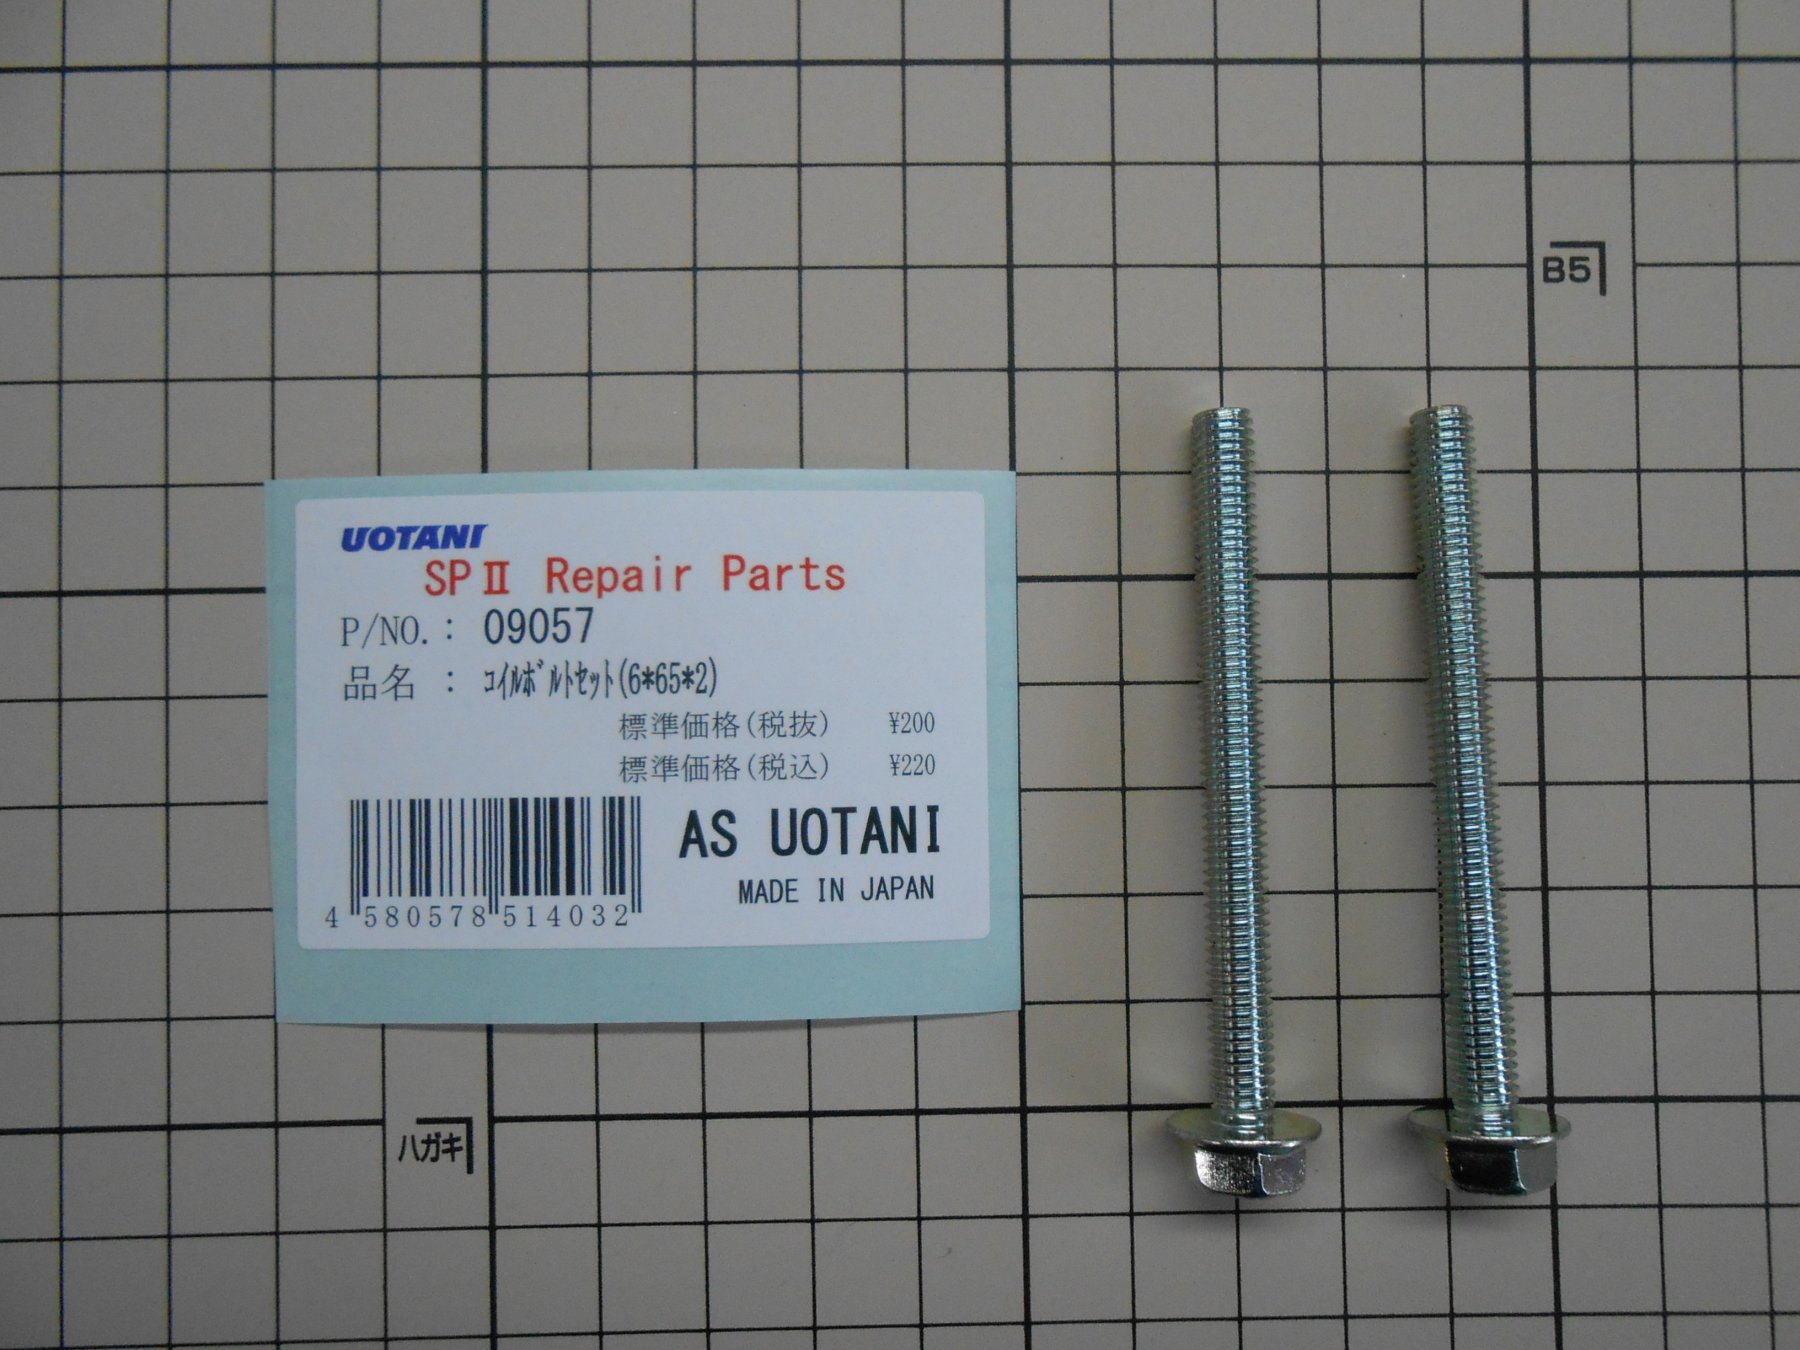 B5
UOTANI
SPⅡ Repair Parts
P/NO.: 09057
品名 : ｺｲﾙﾎﾞﾙﾄｾｯﾄ(6*65*2)
標準価格(税抜) ¥200
標準価格(税込) ¥220
AS UOTANI
MADE IN JAPAN
4 580578 514032
ハガキ